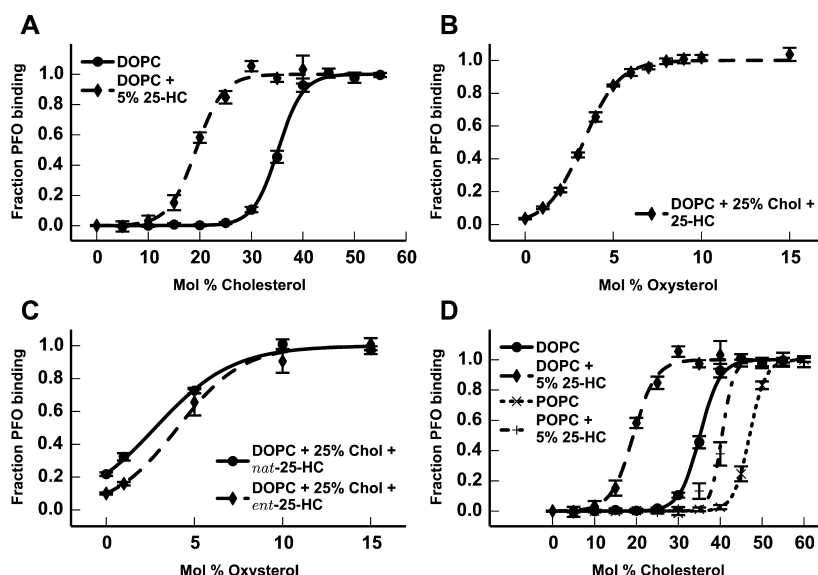 A
Fraction PFO binding
1.0
0.8
0.6
0.4
0.2
0.0
DOPC
DOPC +
5% 25-HC
0 10 20 30 40 50 60
Mol % Cholesterol
B
Fraction PFO binding
1.0
0.8
0.6
0.4
0.2
0.0
DOPC + 25% Chol +
25-HC
0 5 10 15
Mol % Oxysterol
C
Fraction PFO binding
1.0
0.8
0.6
0.4
0.2
0.0
DOPC + 25% Chol +
nat-25-HC
DOPC + 25% Chol +
ent-25-HC
0 5 10 15
Mol % Oxysterol
D
Fraction PFO binding
1.0
0.8
0.6
0.4
0.2
0.0
DOPC
DOPC +
5% 25-HC
POPC
POPC +
5% 25-HC
0 10 20 30 40 50 60
Mol % Cholesterol